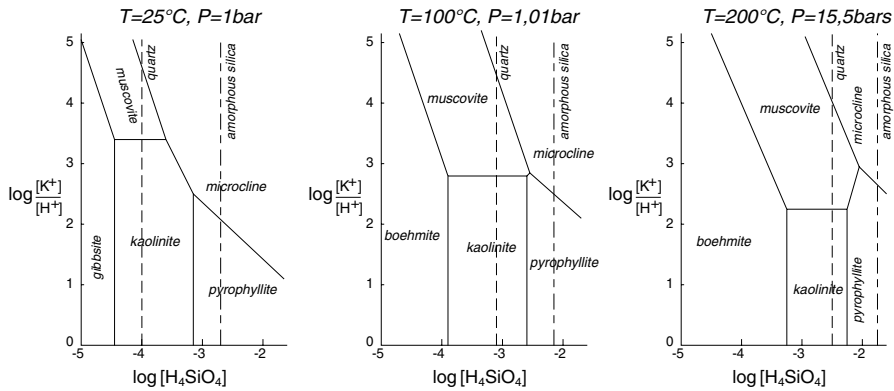 T=25°C, P=1bar
5
4
3
2
1
0
-5
-4
-3
-2
log [K+]/[H+]
log [H₄SiO₄]
muscovite
quartz
amorphous silica
microcline
gibbsite
kaolinite
pyrophyllite
T=100°C, P=1,01bar
5
4
3
2
1
0
-5
-4
-3
-2
log [K+]/[H+]
log [H₄SiO₄]
muscovite
quartz
amorphous silica
microcline
boehmite
kaolinite
pyrophyllite
T=200°C, P=15,5bars
5
4
3
2
1
0
-5
-4
-3
-2
log [K+]/[H+]
log [H₄SiO₄]
muscovite
quartz
microcline
amorphous silica
boehmite
kaolinite
pyrophyllite